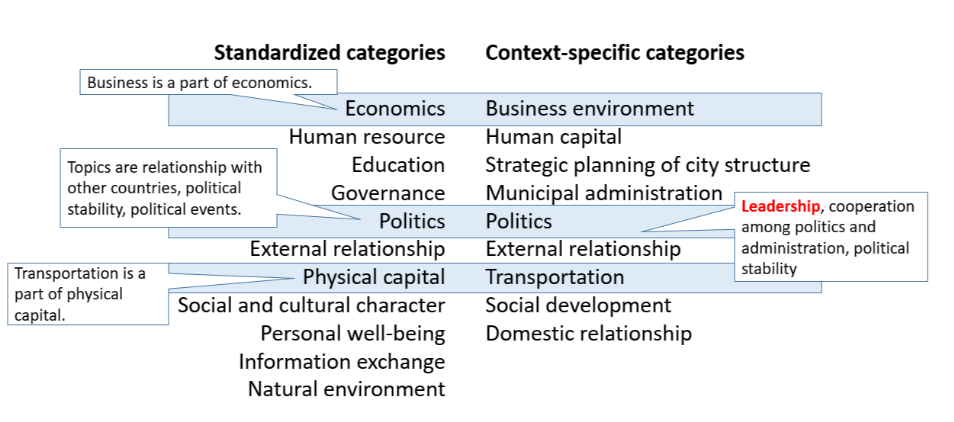 Standardized categories Context-specific categories
Business is a part of economics.
Economics Business environment
Human resource Human capital
Education Strategic planning of city structure
Governance Municipal administration
Topics are relationship with
other countries, political
stability, political events.
Politics Politics
Leadership, cooperation
among politics and
administration, political
stability
External relationship External relationship
Transportation is a
part of physical
capital.
Physical capital Transportation
Social and cultural character Social development
Personal well-being Domestic relationship
Information exchange
Natural environment